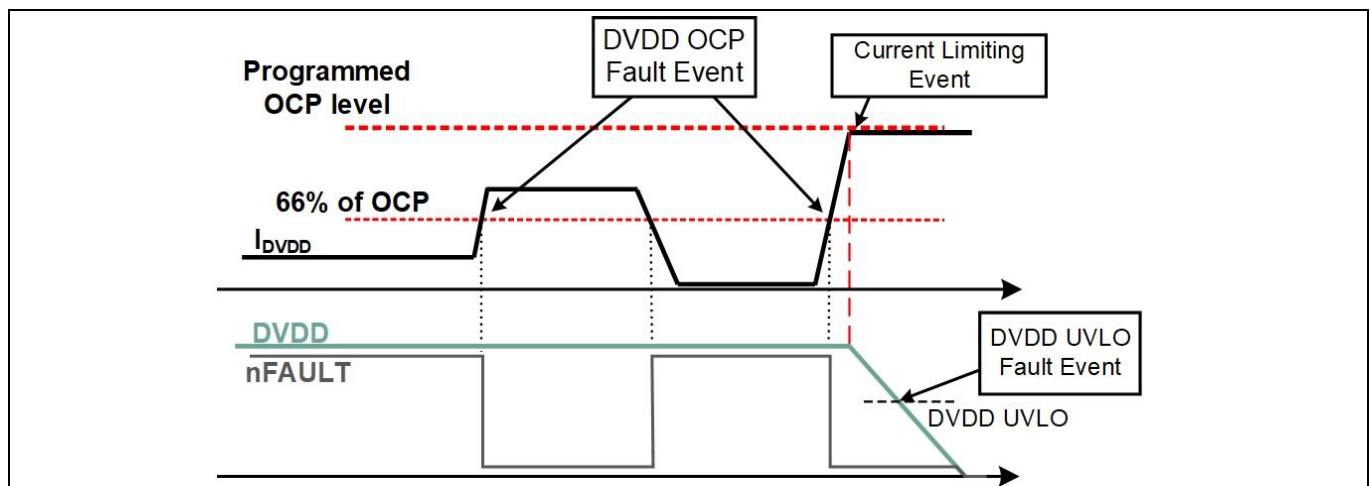 DVDD OCP
Fault Event
Current Limiting
Event
Programmed
OCP level
66% of OCP
IDVDD
DVDD
nFAULT
DVDD UVLO
Fault Event
DVDD UVLO